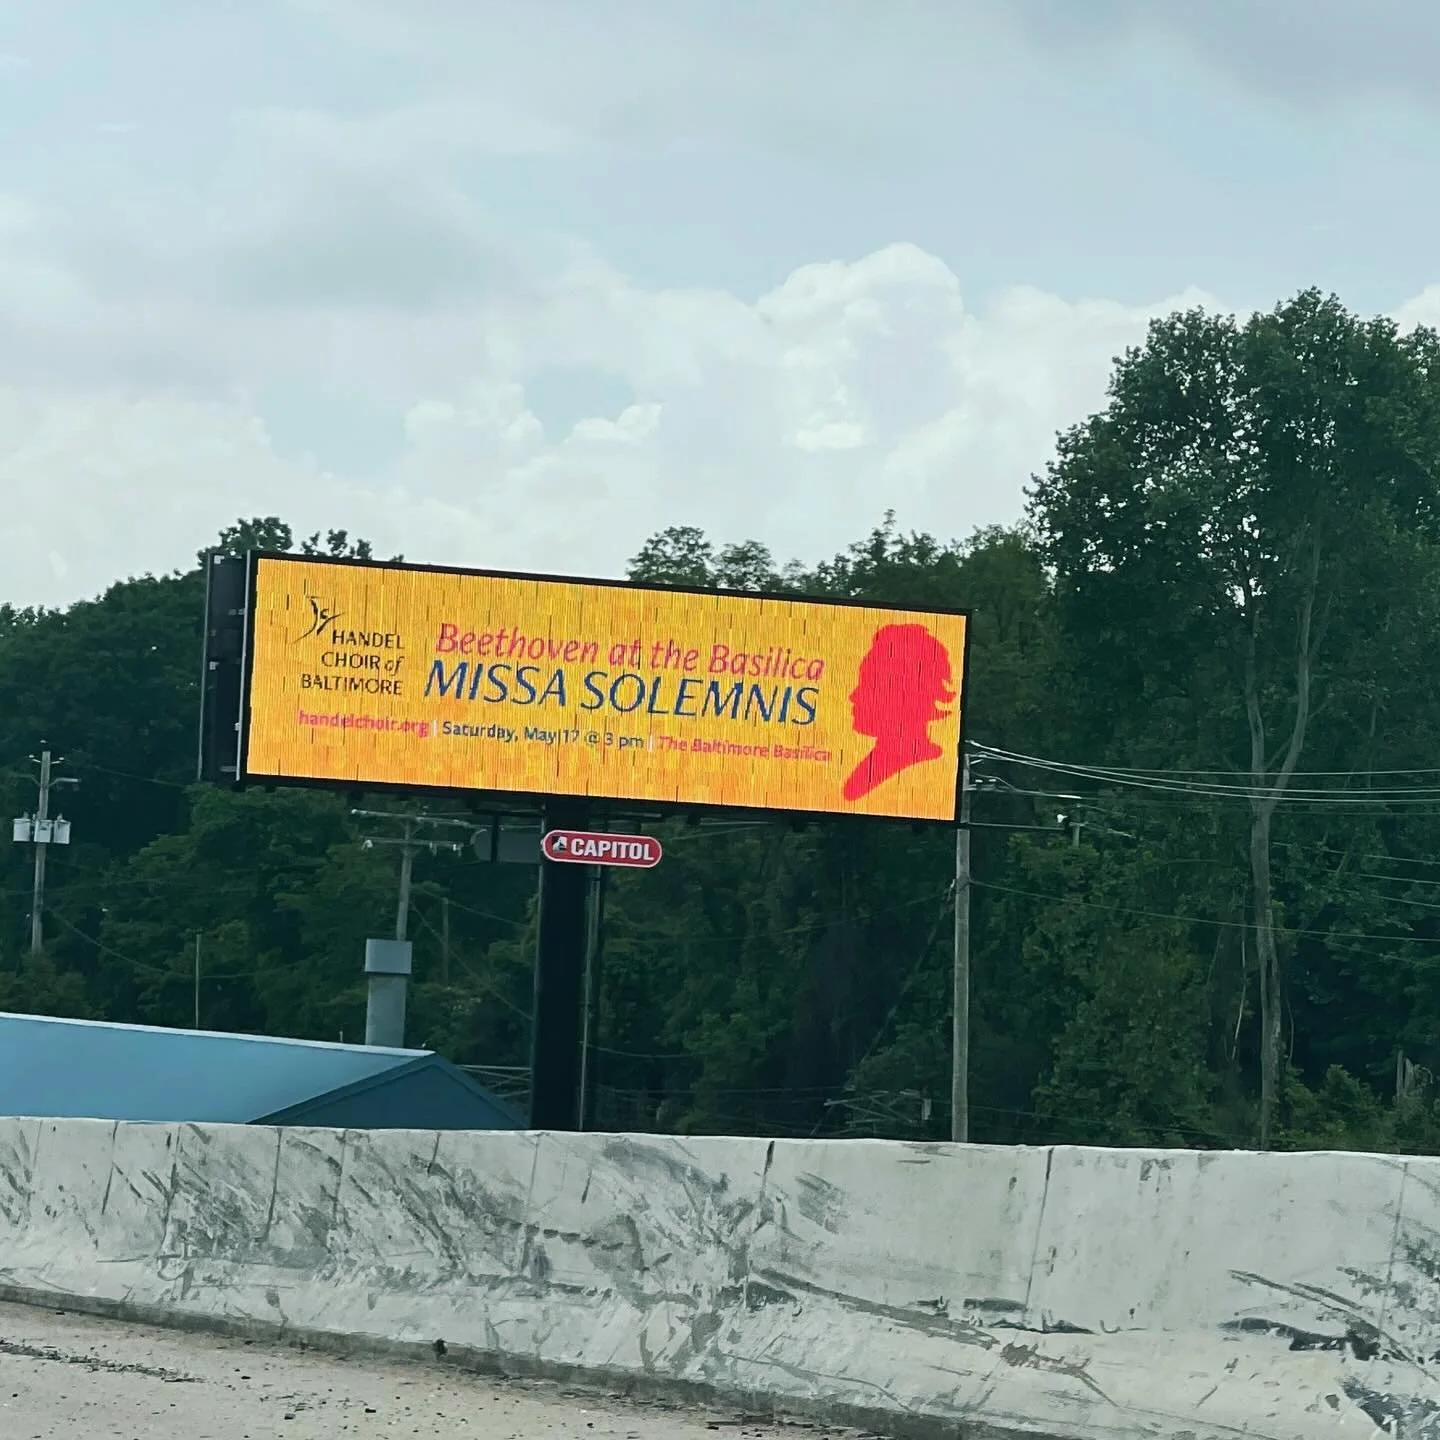 HANDEL
CHOIR of
BALTIMORE
Beethoven at the Basilica
MISSA SOLEMNIS
handelchoir.org | Saturday, May 17 @ 3 pm | The Baltimore Basilica
CAPITOL